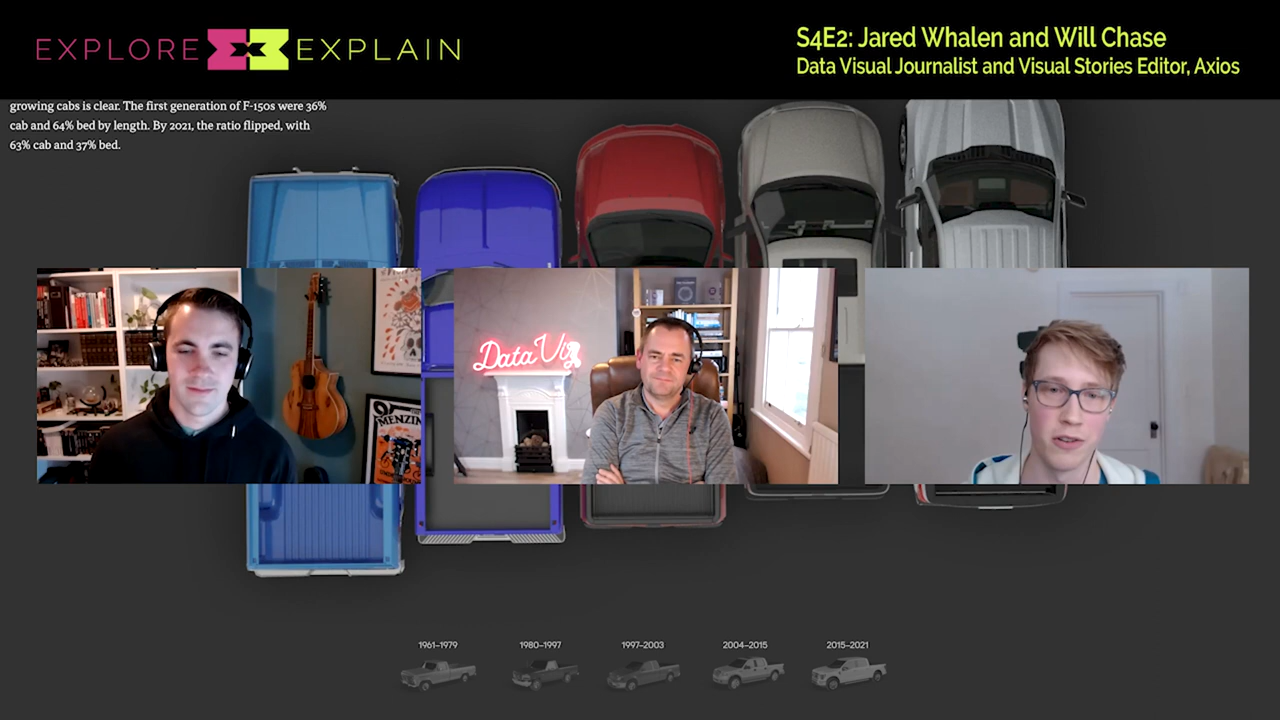 EXPLORE EXPLAIN
S4E2: Jared Whalen and Will Chase
Data Visual Journalist and Visual Stories Editor, Axios
growing cabs is clear. The first generation of F-150s were 36%
cab and 64% bed by length. By 2021, the ratio flipped, with
63% cab and 37% bed.
Data Viz
MENZIN
1961–1979
1980–1997
1997–2003
2004–2015
2015–2021